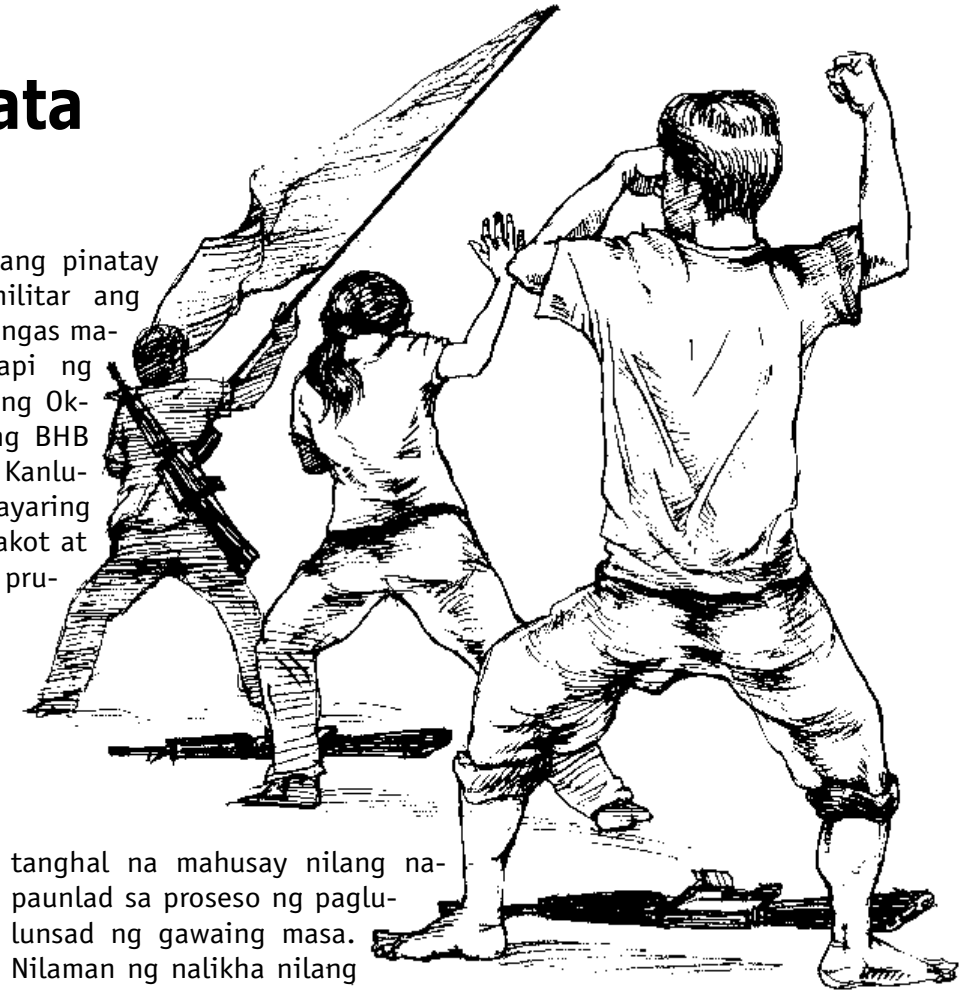 ata
ang pinatay
militar ang
ngas ma-
api ng
ng Ok-
ng BHB
Kanlu-
ayaring
akot at
pru-
tanghal na mahusay nilang na-
paunlad sa proseso ng paglu-
lunsad ng gawaing masa.
Nilaman ng nalikha nilang